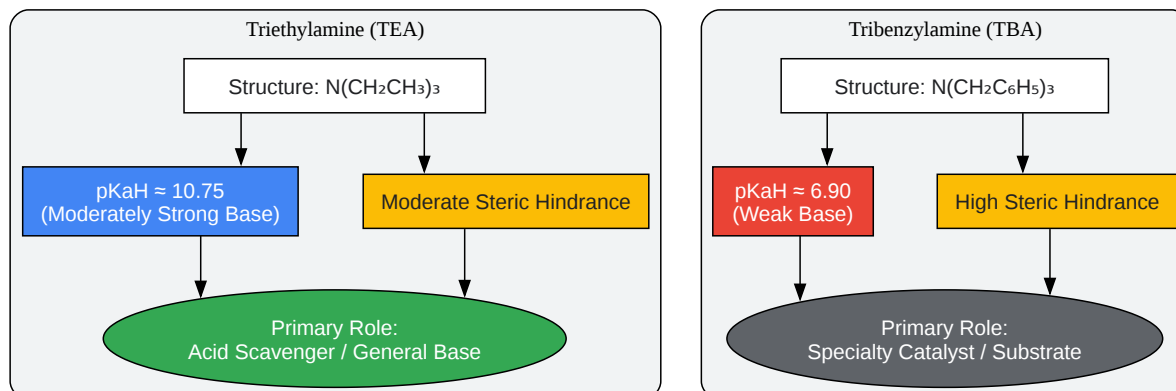 Triethylamine (TEA)
Structure: N(CH₂CH₃)₃
pKaH ≈ 10.75
(Moderately Strong Base)
Moderate Steric Hindrance
Primary Role:
Acid Scavenger / General Base
Tribenzylamine (TBA)
Structure: N(CH₂C₆H₅)₃
pKaH ≈ 6.90
(Weak Base)
High Steric Hindrance
Primary Role:
Specialty Catalyst / Substrate